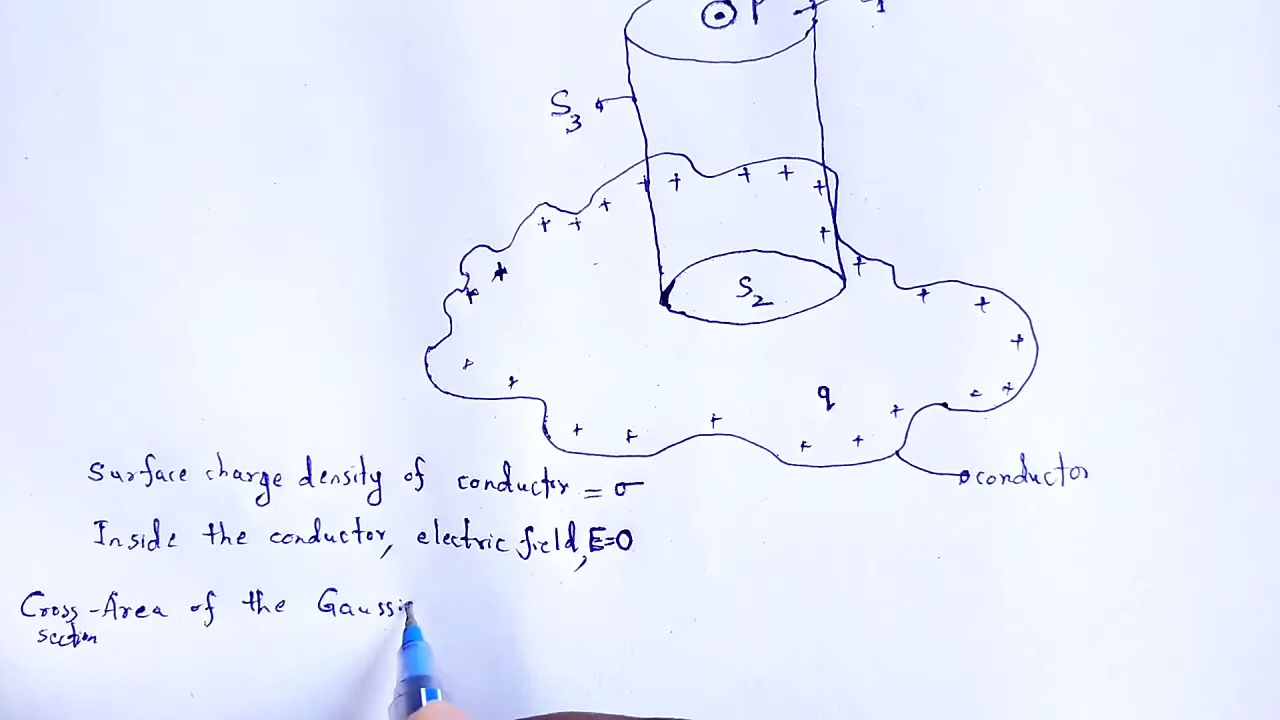 P
S3
S2
q
conductor
Surface charge density of conductor = σ
Inside the conductor, electric field, E=0
Cross-Area of the Gaussi
section